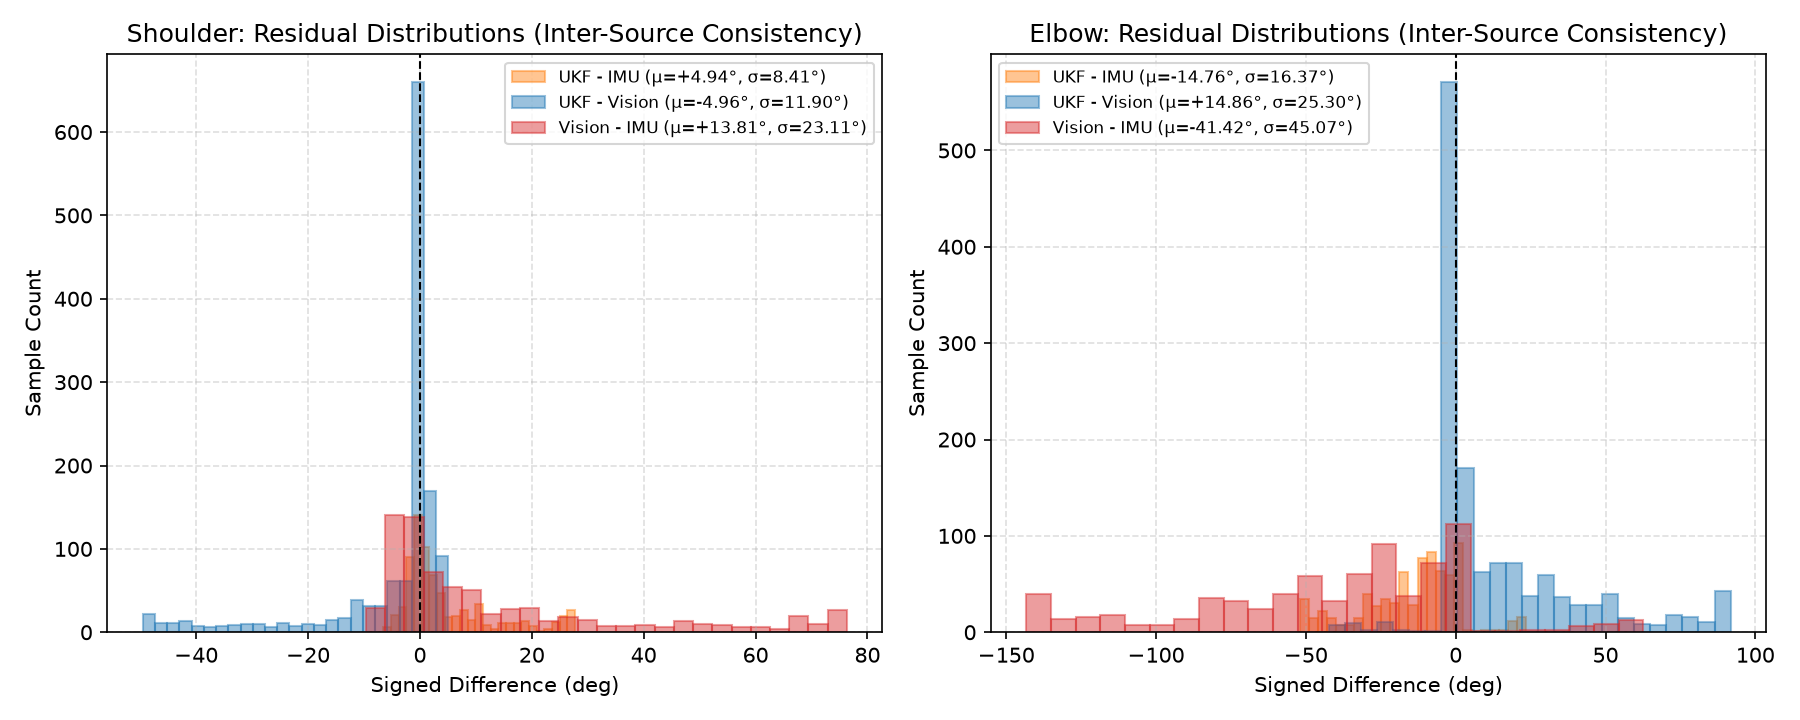 Shoulder: Residual Distributions (Inter-Source Consistency)
UKF - IMU (μ=+4.94°, σ=8.41°)
UKF - Vision (μ=-4.96°, σ=11.90°)
Vision - IMU (μ=+13.81°, σ=23.11°)
Sample Count
600
500
400
300
200
100
0
−40
−20
0
20
40
60
80
Signed Difference (deg)
Elbow: Residual Distributions (Inter-Source Consistency)
UKF - IMU (μ=-14.76°, σ=16.37°)
UKF - Vision (μ=+14.86°, σ=25.30°)
Vision - IMU (μ=-41.42°, σ=45.07°)
Sample Count
500
400
300
200
100
0
−150
−100
−50
0
50
100
Signed Difference (deg)